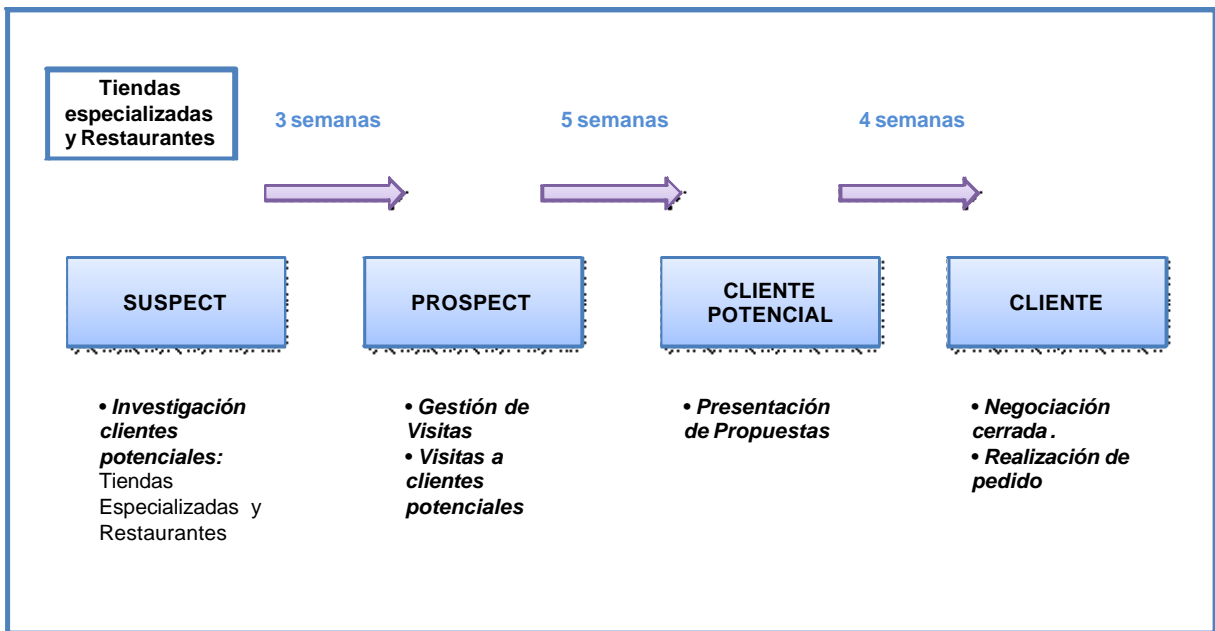 Tiendas
especializadas
y Restaurantes
3 semanas
5 semanas
4 semanas
SUSPECT
PROSPECT
CLIENTE
POTENCIAL
CLIENTE
• Investigación
clientes
potenciales:
Tiendas
Especializadas y
Restaurantes
• Gestión de
Visitas
• Visitas a
clientes
potenciales
• Presentación
de Propuestas
• Negociación
cerrada.
• Realización de
pedido